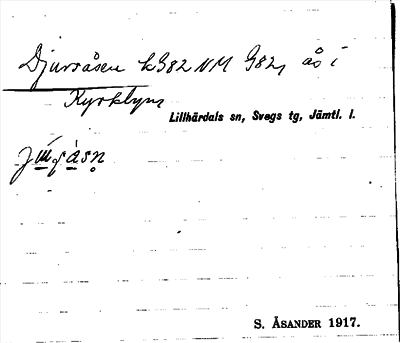 Djursåsen k382 NM 982, ås i
Kyrkbyn
Lillhärdals sn, Svegs tg, Jämtl. l.
S. ÅSANDER 1917.